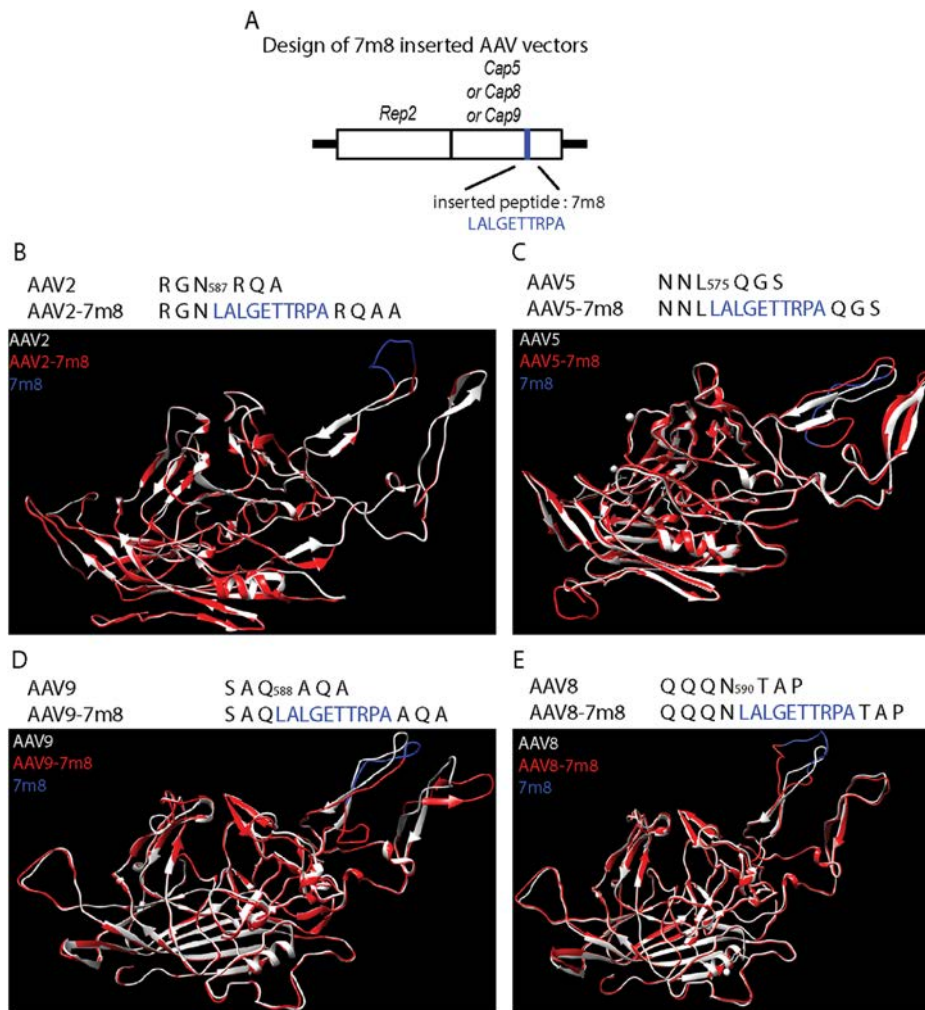 A
Design of 7m8 inserted AAV vectors
Cap5
or Cap8
Rep2 or Cap9
inserted peptide : 7m8
LALGETTRPA
B
AAV2 R G N587 R Q A
AAV2-7m8 R G N LALGETTRPA R Q A A
AAV2
AAV2-7m8
7m8
C
AAV5 N N L575 Q G S
AAV5-7m8 N N L LALGETTRPA Q G S
AAV5
AAV5-7m8
7m8
D
AAV9 S A Q588 A Q A
AAV9-7m8 S A Q LALGETTRPA A Q A
AAV9
AAV9-7m8
7m8
E
AAV8 Q Q Q N590 T A P
AAV8-7m8 Q Q Q N LALGETTRPA T A P
AAV8
AAV8-7m8
7m8